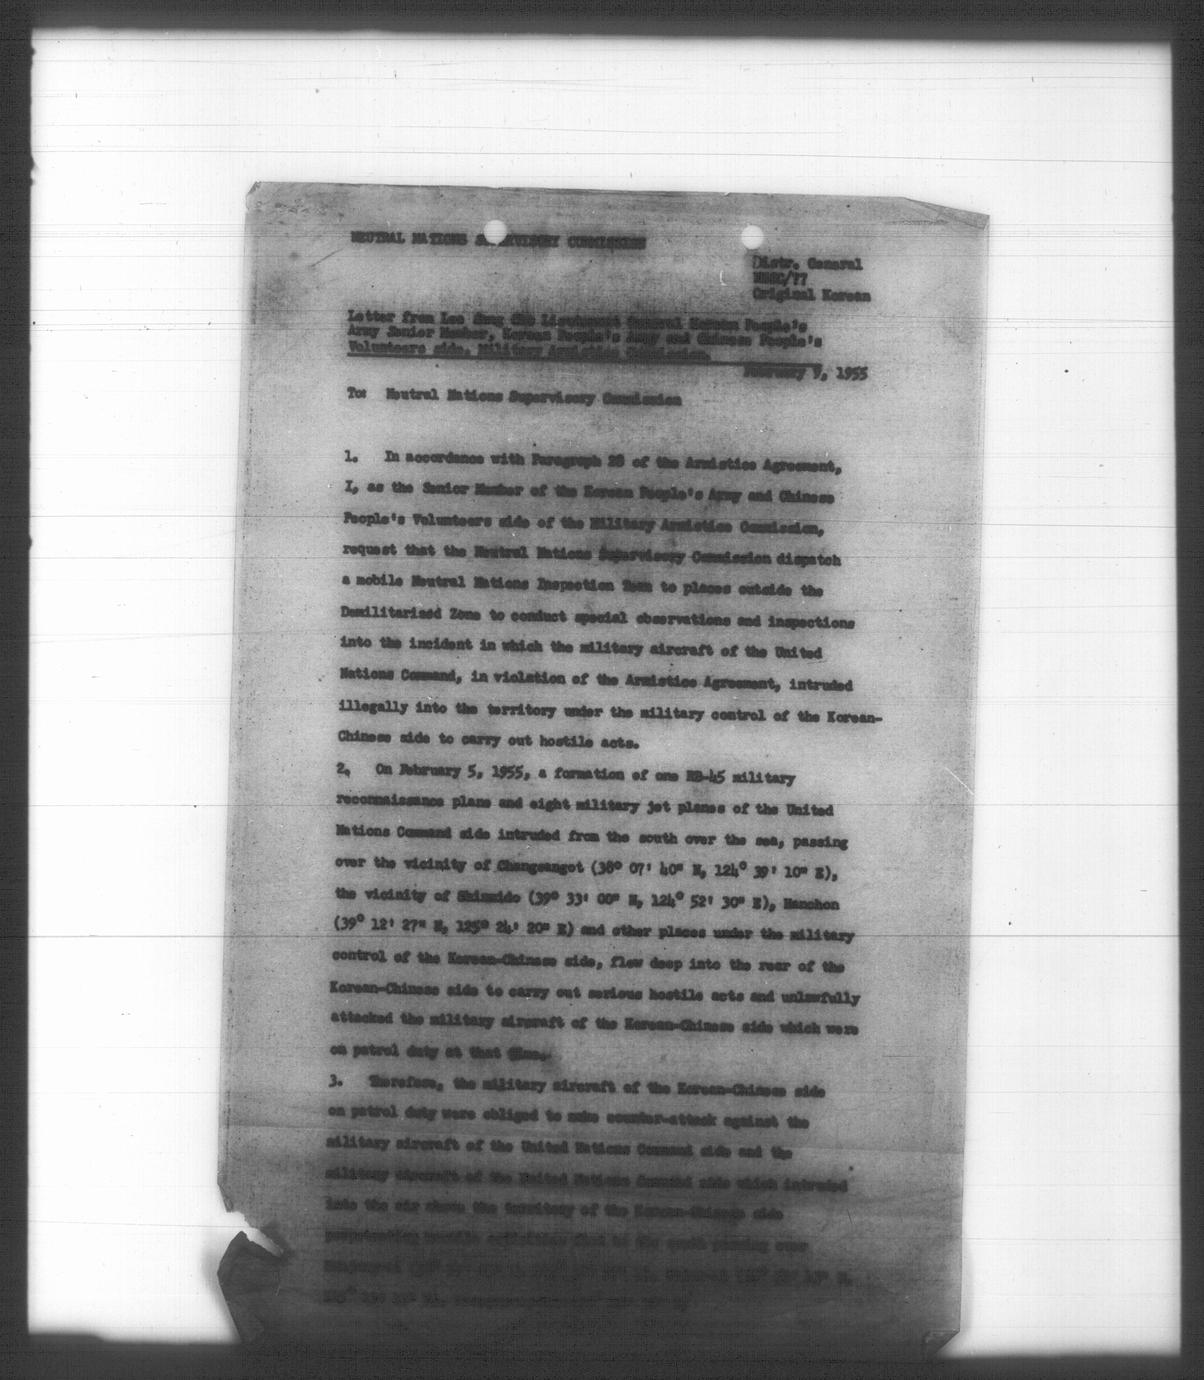 NEUTRAL NATIONS SUPERVISORY COMMISSION
Distr. General
NNSC/77
Original Korean
Letter from Lee Sang Cho Lieutenant General Korean People's
Army Senior Member, Korean People's Army and Chinese People's
Volunteers side, Military Armistice Commission.
February 9, 1955
To: Neutral Nations Supervisory Commission
1. In accordance with Paragraph 28 of the Armistice Agreement,
I, as the Senior Member of the Korean People's Army and Chinese
People's Volunteers side of the Military Armistice Commission,
request that the Neutral Nations Supervisory Commission dispatch
a mobile Neutral Nations Inspection Team to places outside the
Demilitarized Zone to conduct special observations and inspections
into the incident in which the military aircraft of the United
Nations Command, in violation of the Armistice Agreement, intruded
illegally into the territory under the military control of the Korean-
Chinese side to carry out hostile acts.
2. On February 5, 1955, a formation of one RB-45 military
reconnaissance plane and eight military jet planes of the United
Nations Command side intruded from the south over the sea, passing
over the vicinity of Changsangot (38° 07' 40" N, 124° 39' 10" E),
the vicinity of Shinmido (39° 33' 00" N, 124° 52' 30" E), Hanchon
(39° 12' 27" N, 125° 24' 20" E) and other places under the military
control of the Korean-Chinese side, flew deep into the rear of the
Korean-Chinese side to carry out serious hostile acts and unlawfully
attacked the military aircraft of the Korean-Chinese side which were
on patrol duty at that time.
3. Therefore, the military aircraft of the Korean-Chinese side
on patrol duty were obliged to make counter-attack against the
military aircraft of the United Nations Command side and the
military aircraft of the United Nations Command side which intruded
into the air above the territory of the Korean-Chinese side
perpetrating hostile activities fled to the south passing over